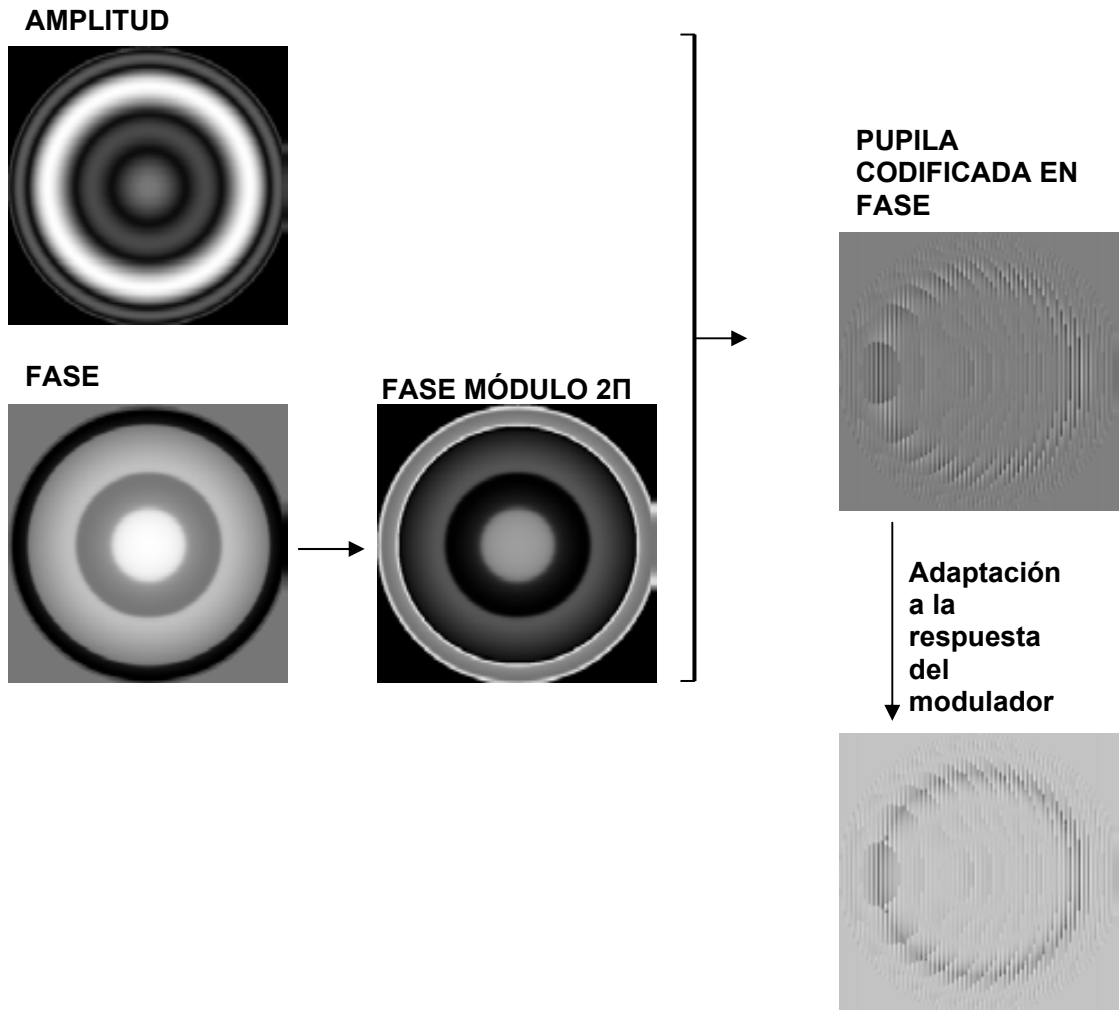 AMPLITUD
FASE
FASE MÓDULO 2Π
PUPILA
CODIFICADA EN
FASE
Adaptación
a la
respuesta
del
modulador